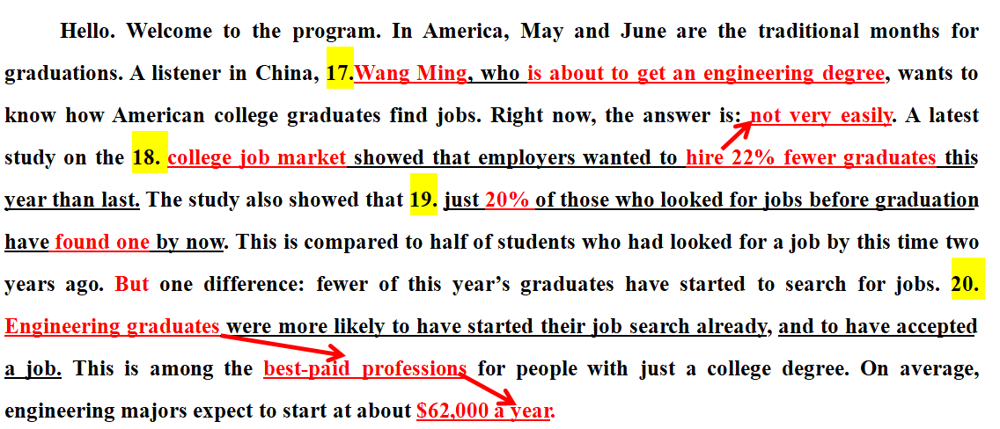 Hello. Welcome to the program. In America, May and June are the traditional months for
graduations. A listener in China, 17.Wang Ming, who is about to get an engineering degree, wants to
know how American college graduates find jobs. Right now, the answer is: not very easily. A latest
study on the 18. college job market showed that employers wanted to hire 22% fewer graduates this
year than last. The study also showed that 19. just 20% of those who looked for jobs before graduation
have found one by now. This is compared to half of students who had looked for a job by this time two
years ago. But one difference: fewer of this year's graduates have started to search for jobs. 20.
Engineering graduates were more likely to have started their job search already, and to have accepted
a job. This is among the best-paid professions for people with just a college degree. On average,
engineering majors expect to start at about $62,000 a year.